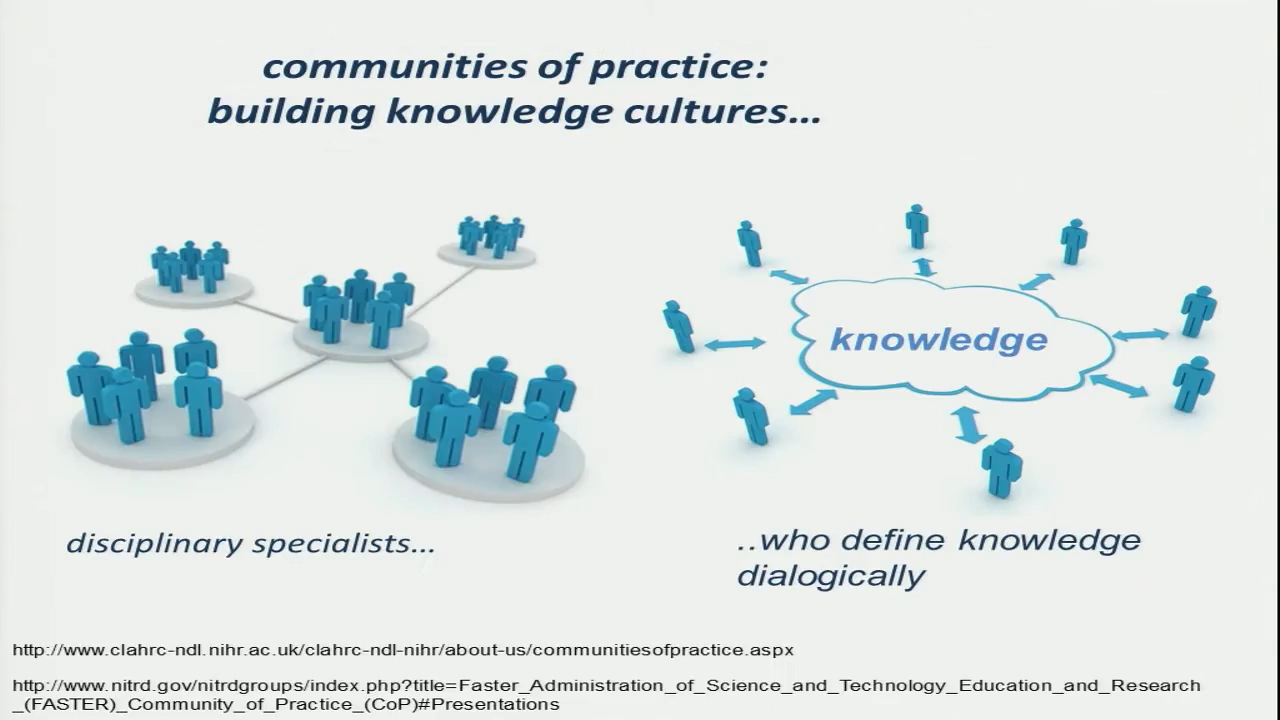 communities of practice:
building knowledge cultures…
knowledge
disciplinary specialists…
..who define knowledge
dialogically
http://www.clahrc-ndl.nihr.ac.uk/clahrc-ndl-nihr/about-us/communitiesofpractice.aspx
http://www.nitrd.gov/nitrdgroups/index.php?title=Faster_Administration_of_Science_and_Technology_Education_and_Research
_(FASTER)_Community_of_Practice_(CoP)#Presentations